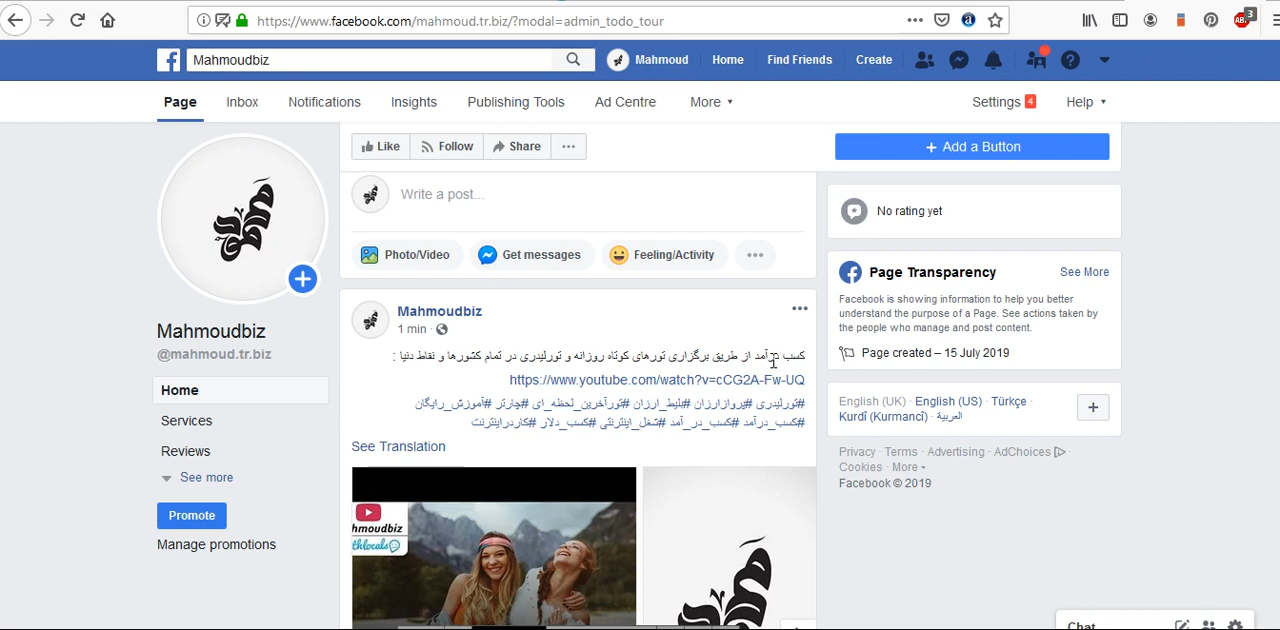 https://www.facebook.com/mahmoud.tr.biz/?modal=admin_todo_tour
3
Mahmoudbiz
Mahmoud
Home
Find Friends
Create
Page
Inbox
Notifications
Insights
Publishing Tools
Ad Centre
More
Settings 4
Help
Like
Follow
Share
+ Add a Button
Write a post...
No rating yet
Photo/Video
Get messages
Feeling/Activity
Page Transparency
See More
Facebook is showing information to help you better
understand the purpose of a Page. See actions taken by
the people who manage and post content.
Page created – 15 July 2019
Mahmoudbiz
1 min
Mahmoudbiz
@mahmoud.tr.biz
کسب درآمد از طریق برگزاری تورهای کوتاه روزانه و تورلیدری در تمام کشورها و نقاط دنیا :
https://www.youtube.com/watch?v=cCG2A-Fw-UQ
#تورلیدری #پروازارزان #بلیط_ارزان #تورآخرین_لحظه_ای #چارتر #آموزش_رایگان
#کسب_درآمد #کسب_در_آمد #شغل_اینترنتی #کسب_دلار #کاردراینترنت
See Translation
Home
Services
Reviews
See more
Promote
Manage promotions
English (UK) · English (US) · Türkçe ·
Kurdî (Kurmancî) · العربية
Privacy · Terms · Advertising · AdChoices ·
Cookies · More
Facebook © 2019
hmoudbiz
thlocals
Chat